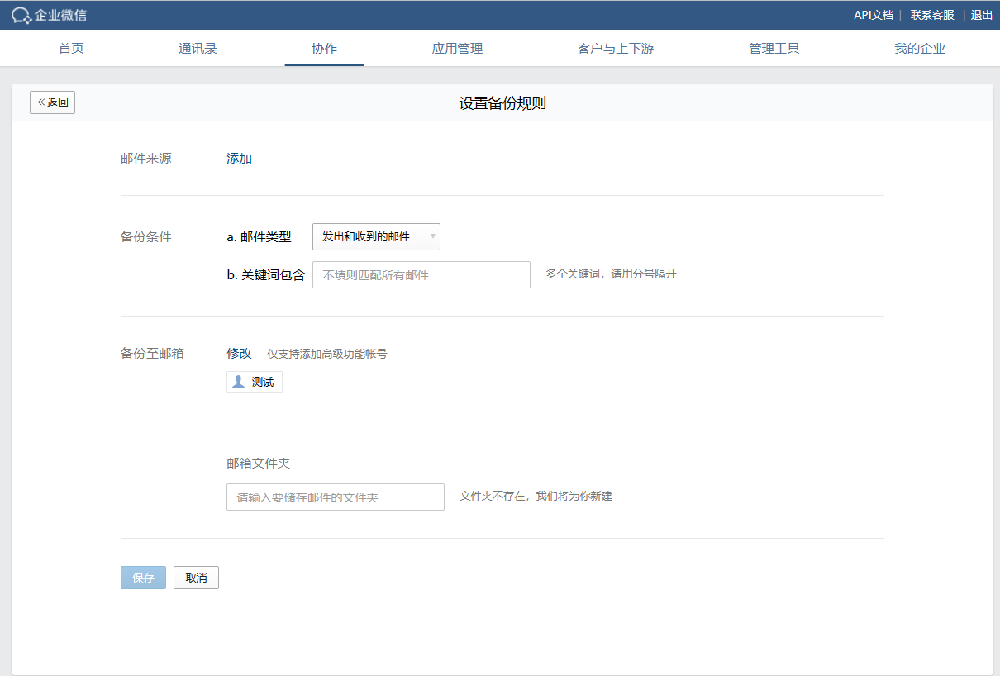 企业微信 API文档 | 联系客服 | 退出
首页 通讯录 协作 应用管理 客户与上下游 管理工具 我的企业
«返回 设置备份规则
邮件来源 添加
备份条件 a. 邮件类型 发出和收到的邮件
b. 关键词包含 不填则匹配所有邮件 多个关键词，请用分号隔开
备份至邮箱 修改 仅支持添加高级功能帐号
测试
邮箱文件夹
请输入要储存邮件的文件夹 文件夹不存在，我们将为你新建
保存 取消